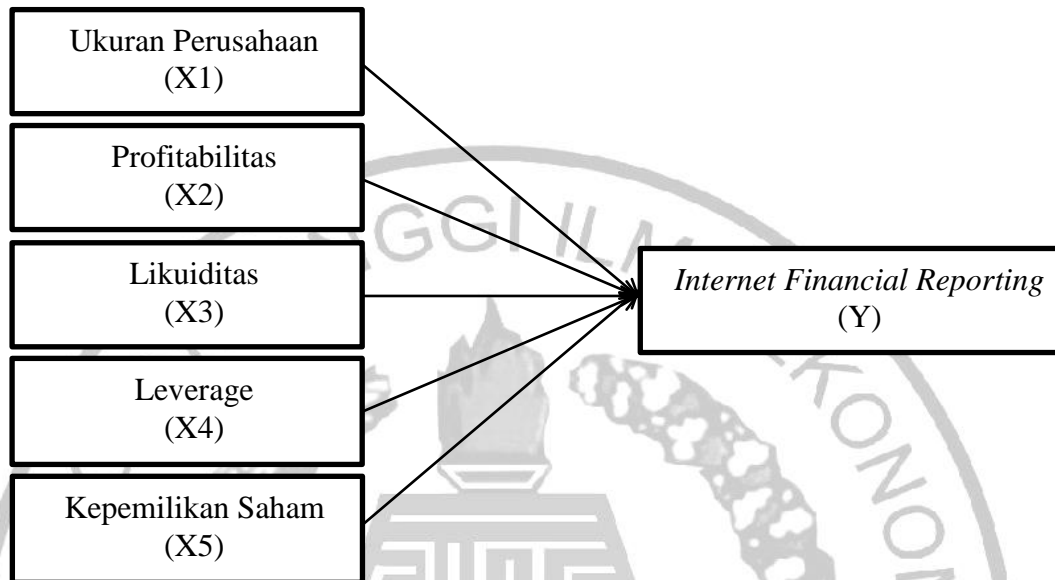 Ukuran Perusahaan
(X1)
Profitabilitas
(X2)
Likuiditas
(X3)
Leverage
(X4)
Kepemilikan Saham
(X5)
Internet Financial Reporting
(Y)